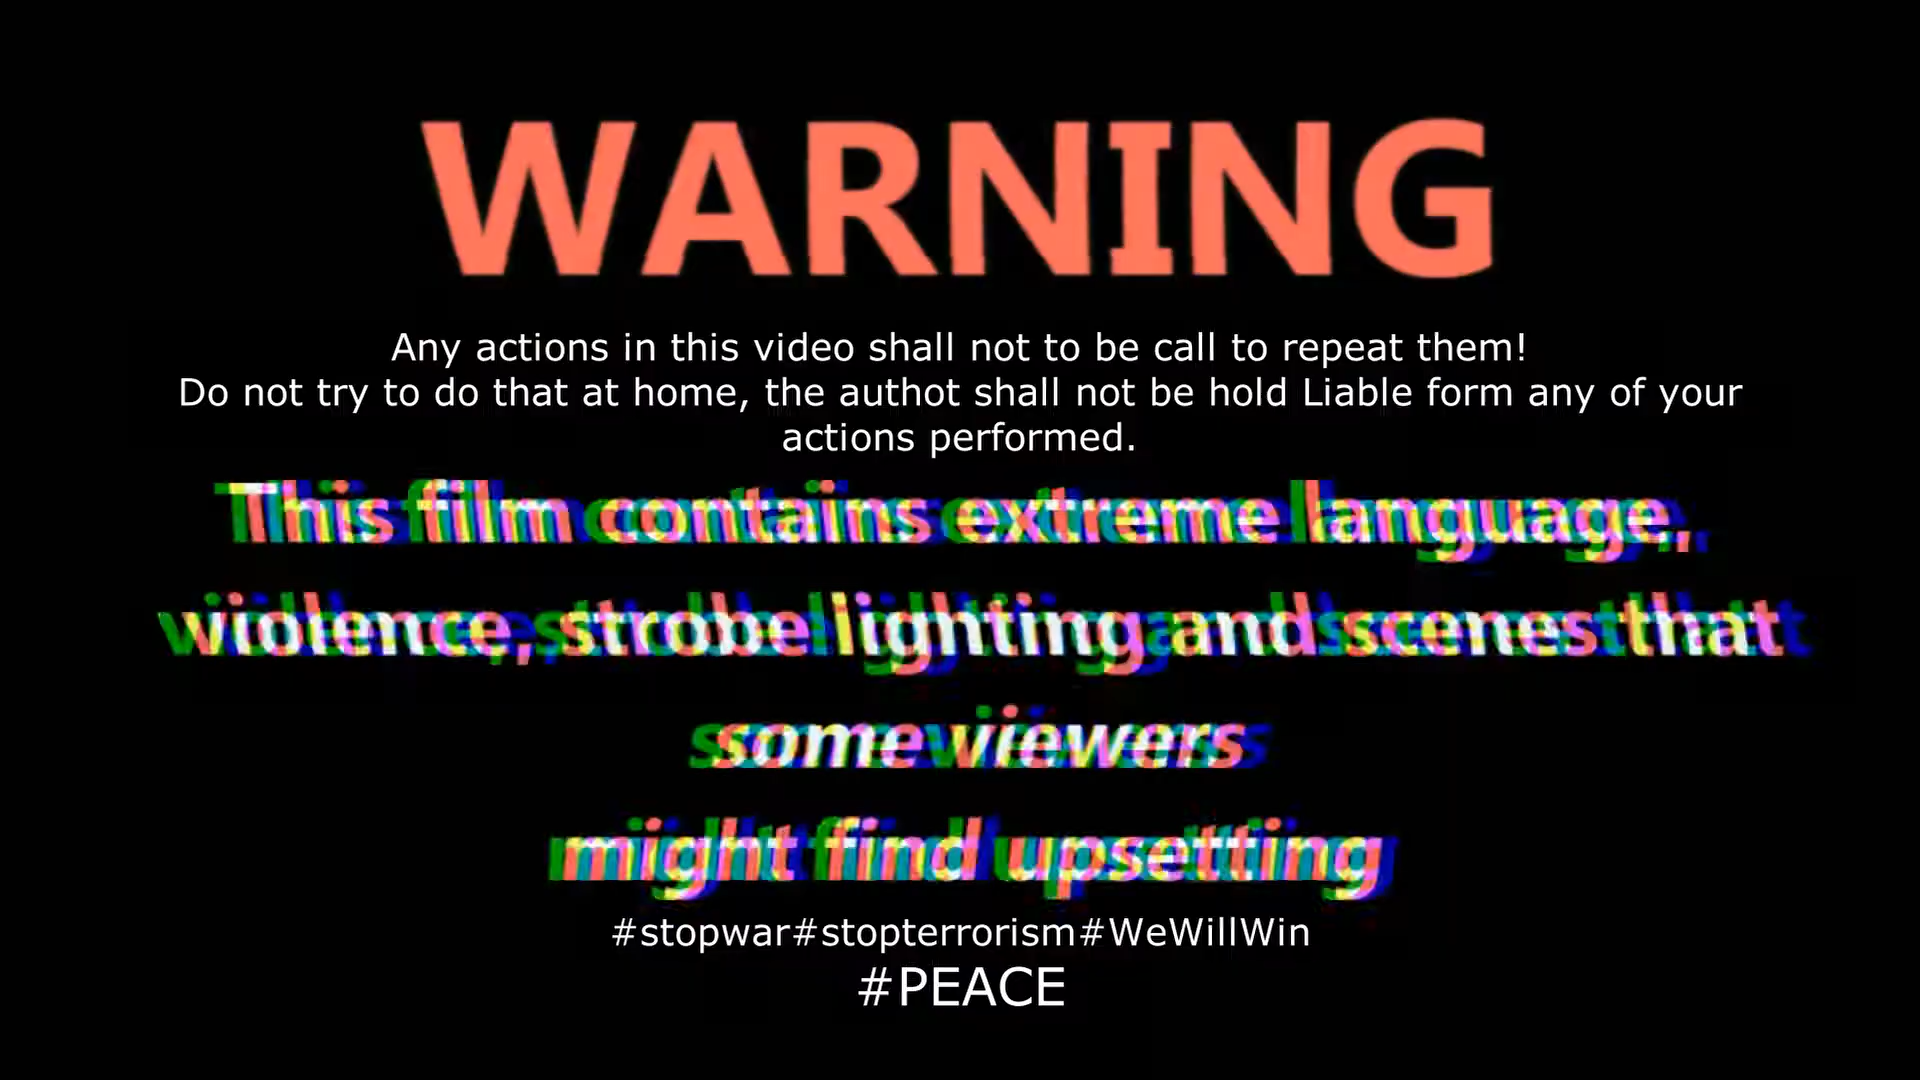 WARNING
Any actions in this video shall not to be call to repeat them!
Do not try to do that at home, the authot shall not be hold Liable form any of your
actions performed.
This film contains extreme language,
violence, strobe lighting and scenes that
some viewers
might find upsetting
#stopwar#stopterrorism#WeWillWin
#PEACE